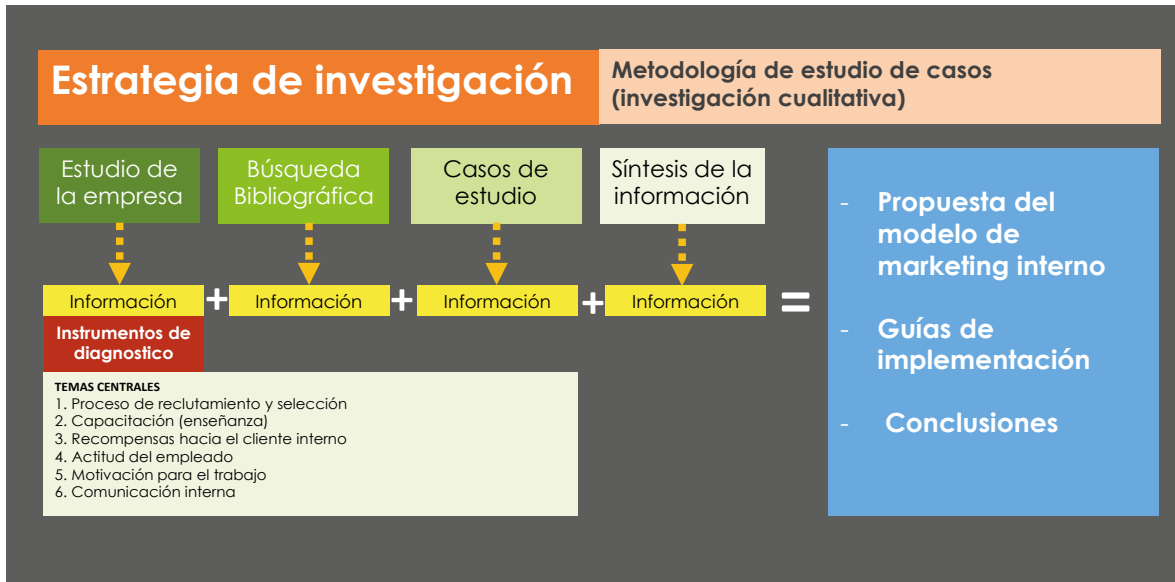 Estrategia de investigación
Metodología de estudio de casos
(investigación cualitativa)
Estudio de
la empresa
Búsqueda
Bibliográfica
Casos de
estudio
Síntesis de la
información
Información
+
Información
+
Información
+
Información
=
Instrumentos de
diagnostico
TEMAS CENTRALES
1. Proceso de reclutamiento y selección
2. Capacitación (enseñanza)
3. Recompensas hacia el cliente interno
4. Actitud del empleado
5. Motivación para el trabajo
6. Comunicación interna
- Propuesta del
modelo de
marketing interno
- Guías de
implementación
- Conclusiones